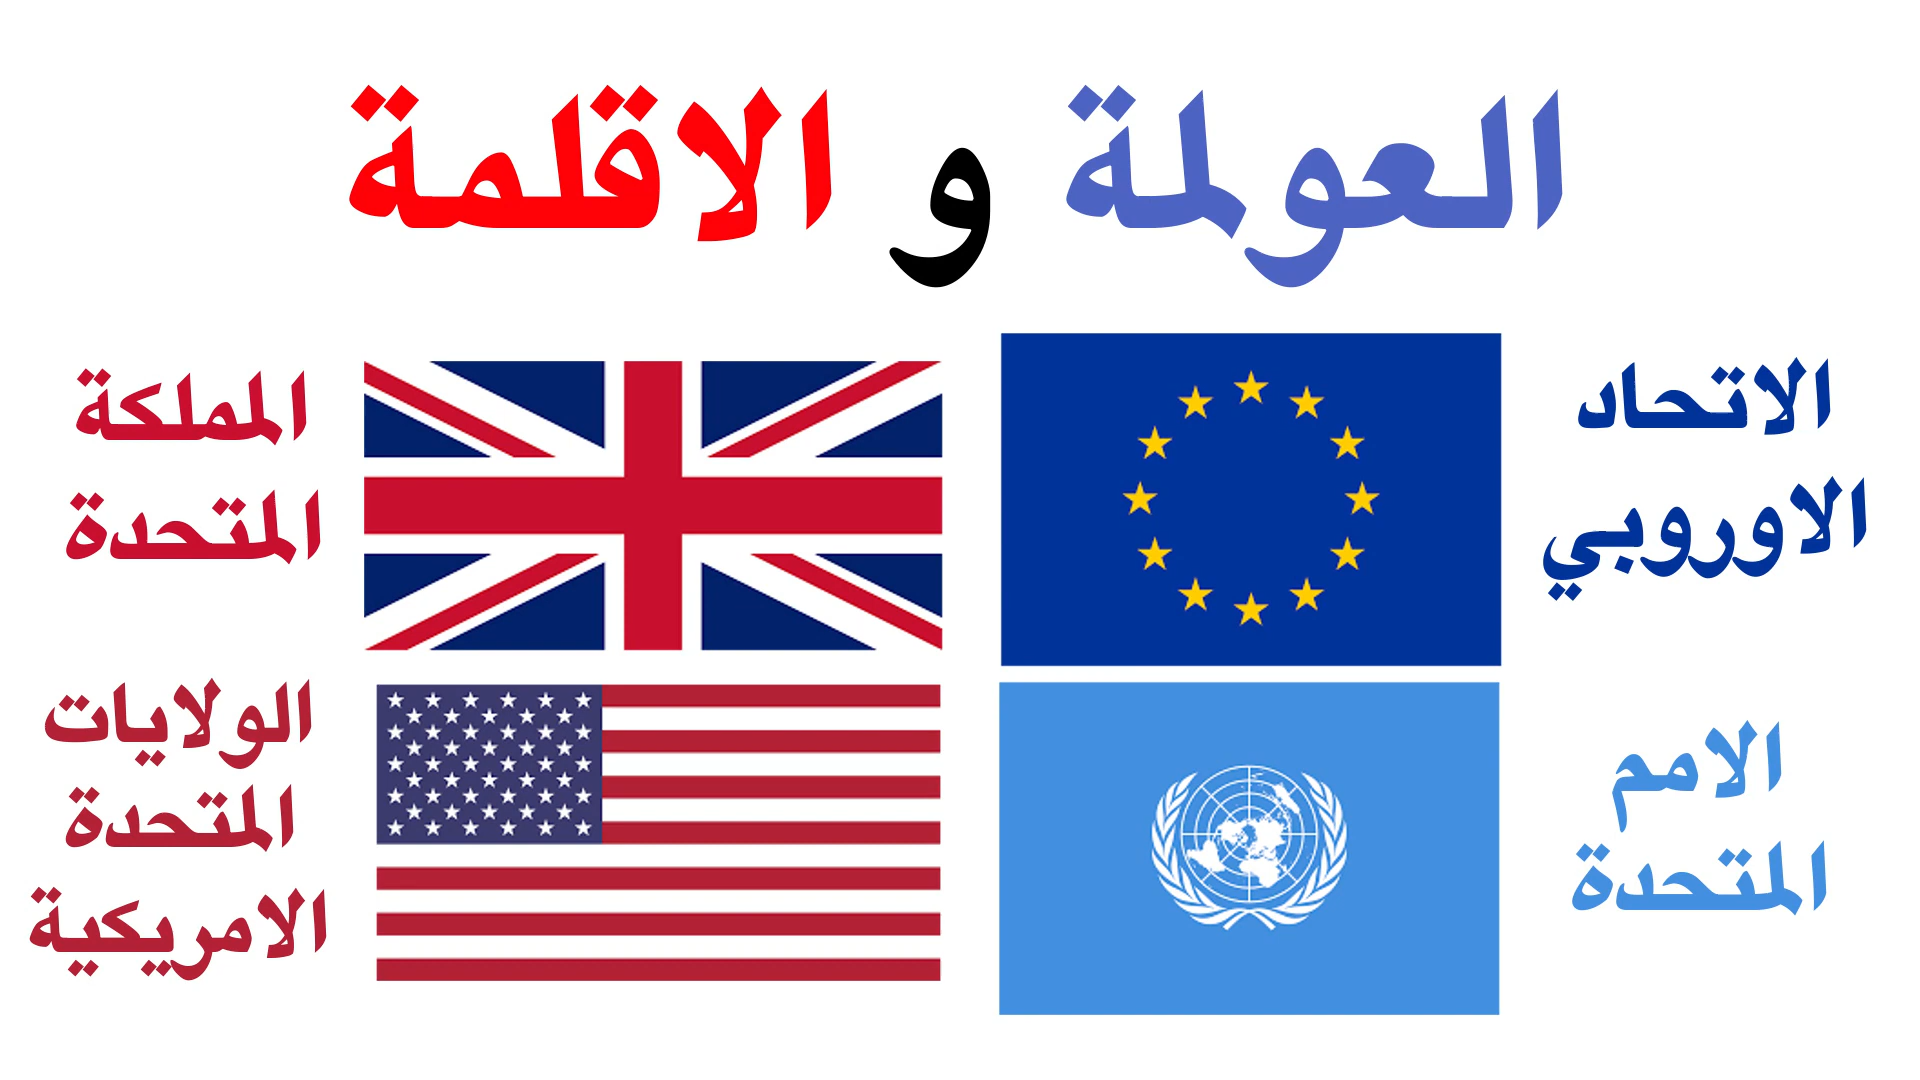 العولمة و الاقلمة
الاتحاد
الاوروبي
المملكة
المتحدة
الامم
المتحدة
الولايات
المتحدة
الامريكية